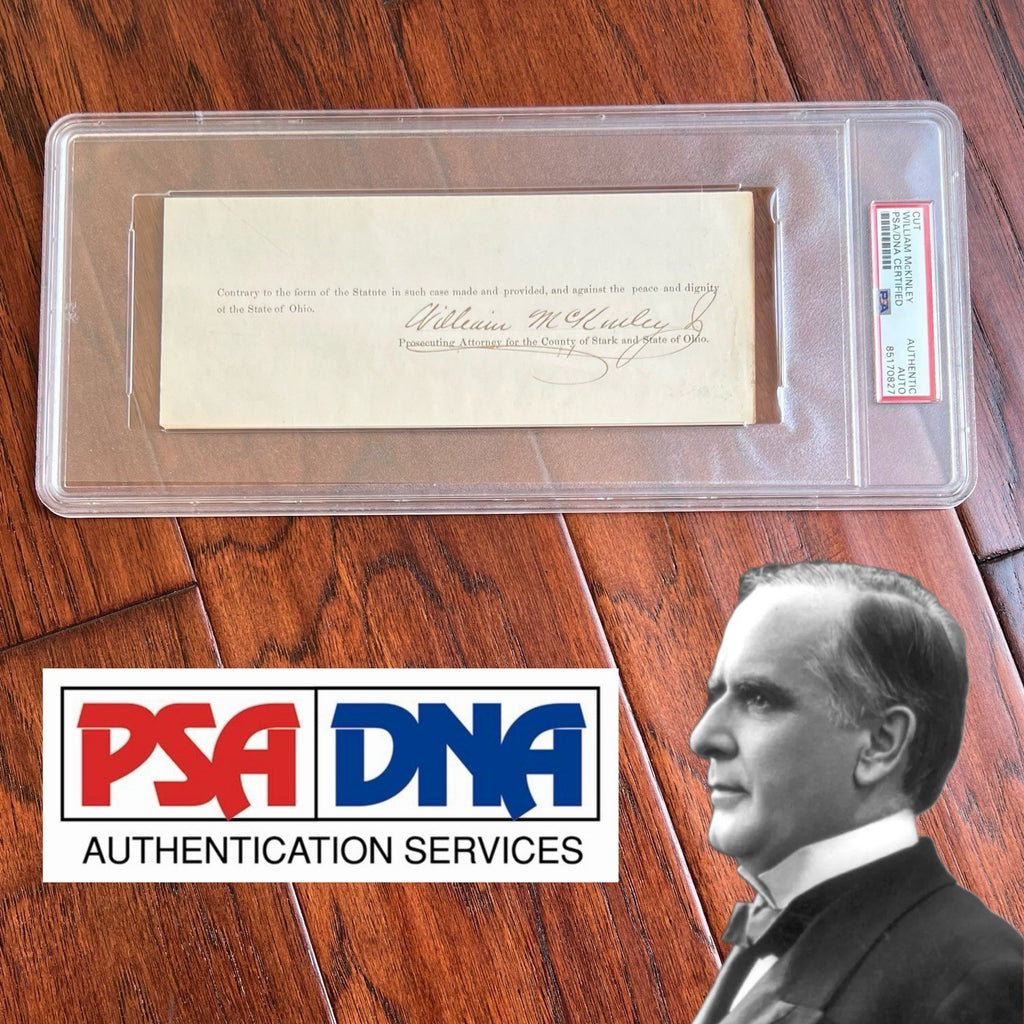 Contrary to the form of the Statute in such case made and provided, and against the peace and dignity
of the State of Ohio.
William McKinley Jr
Prosecuting Attorney for the County of Stark and State of Ohio.
CUT
WILLIAM McKINLEY
PSA/DNA CERTIFIED
PSA
AUTHENTIC
AUTO
85170827
PSA DNA
AUTHENTICATION SERVICES